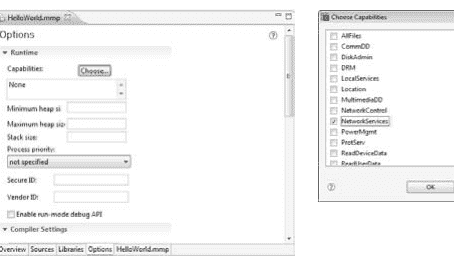 HelloWorld.mmp
Options
Runtime
Capabilities:
Choose...
None
Minimum heap si
Maximum heap size
Stack size:
Process priority:
not specified
Secure ID:
Vendor ID:
Enable run-mode debug API
Compiler Settings
Overview Sources Libraries Options HelloWorld.mmp
Choose Capabilities
AllFiles
CommDD
DiskAdmin
DRM
LocalServices
Location
MultimediaDD
NetworkControl
NetworkServices
PowerMgmt
ProtServ
ReadDeviceData
ReadUserData
OK